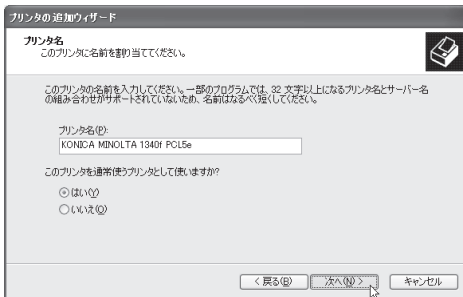 プリンタの追加ウィザード
プリンタ名
このプリンタに名前を割り当ててください。
このプリンタの名前を入力してください。一部のプログラムでは、32 文字以上になるプリンタ名とサーバー名
の組み合わせがサポートされていないため、名前はなるべく短くしてください。
プリンタ名(P):
KONICA MINOLTA 1340f PCL5e
このプリンタを通常使うプリンタとして使いますか?
はい(Y)
いいえ(O)
< 戻る(B)
次へ(N) >
キャンセル